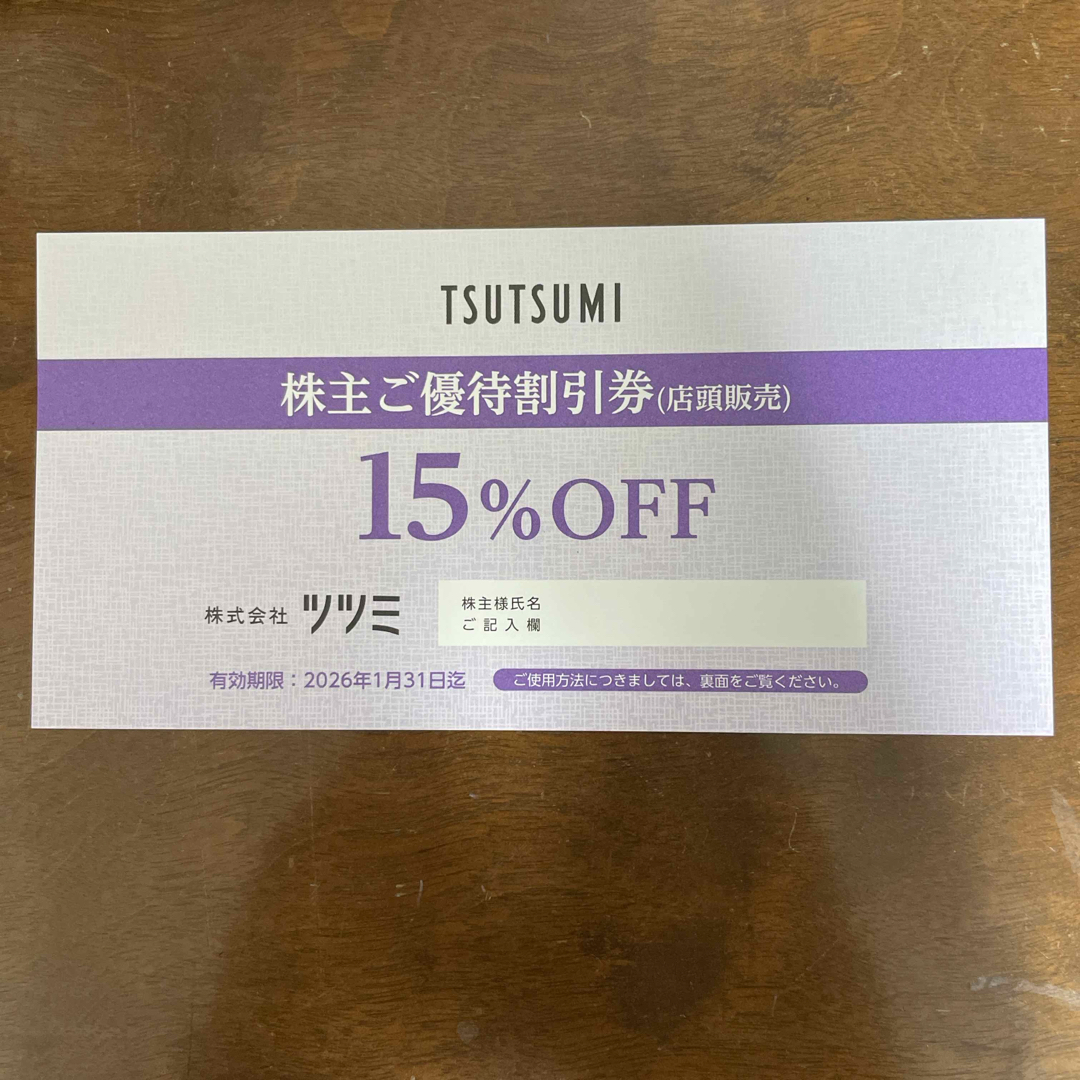 TSUTSUMI
株主ご優待割引券(店頭販売)
15%OFF
株式会社 ツツミ
株主様氏名
ご記入欄
有効期限：2026年1月31日迄
ご使用方法につきましては、裏面をご覧ください。